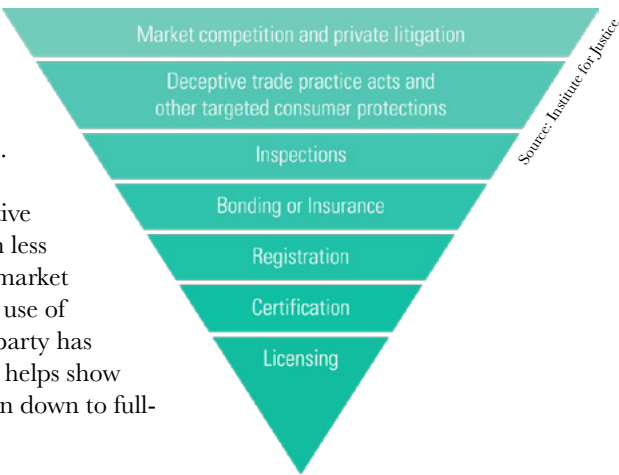 Market competition and private litigation
Deceptive trade practice acts and
other targeted consumer protections
Inspections
Bonding or Insurance
Registration
Certification
Licensing
Source: Institute for Justice
.
tive
n less
market
use of
party has
helps show
n down to full-